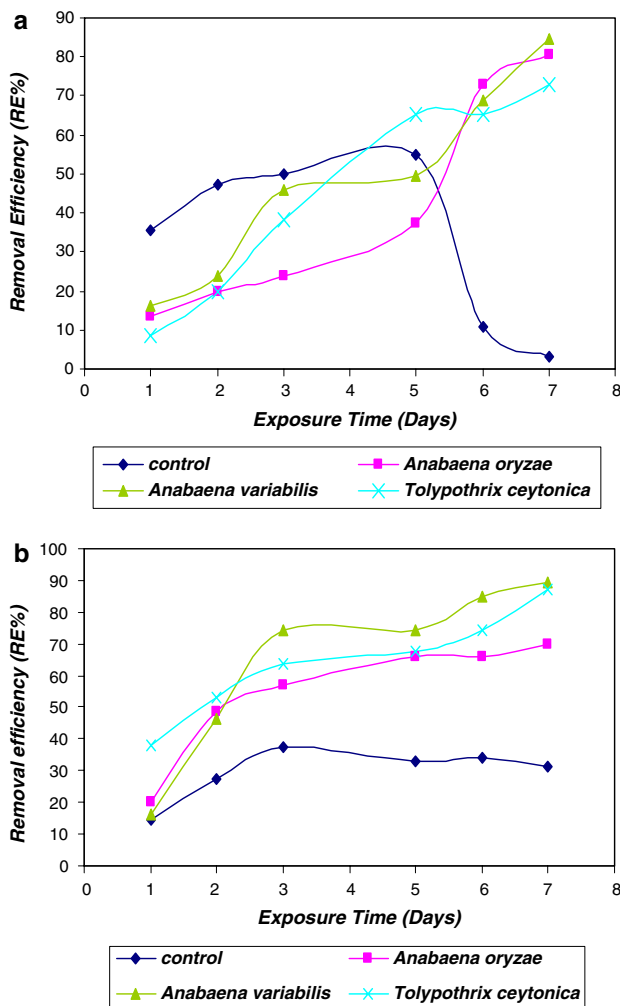 a
90
80
70
60
50
40
30
20
10
0
Removal Efficiency (RE%)
0 1 2 3 4 5 6 7 8
Exposure Time (Days)
control Anabaena oryzae
Anabaena variabilis Tolypothrix ceytonica
b
100
90
80
70
60
50
40
30
20
10
0
Removal efficiency (RE%)
0 1 2 3 4 5 6 7 8
Exposure Time (Days)
control Anabaena oryzae
Anabaena variabilis Tolypothrix ceytonica